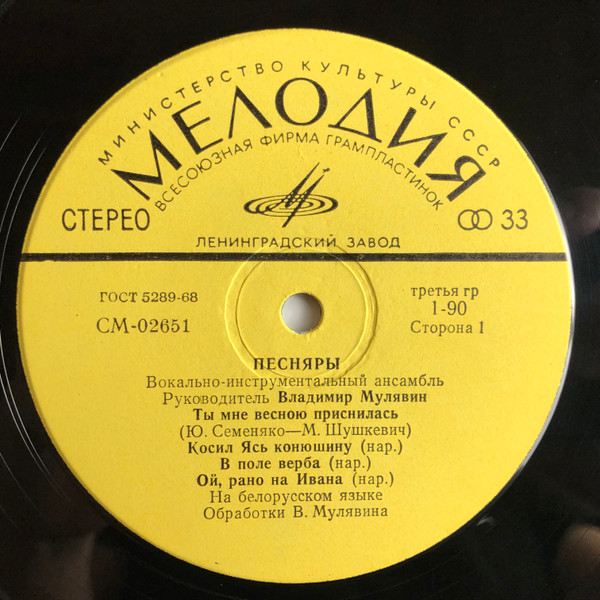 МИНИСТЕРСТВО КУЛЬТУРЫ СССР
МЕЛОДИЯ
ВСЕСОЮЗНАЯ ФИРМА ГРАМПЛАСТИНОК
СТЕРЕО
33
ЛЕНИНГРАДСКИЙ ЗАВОД
ГОСТ 5289-68
СМ-02651
третья гр
1-90
Сторона 1
ПЕСНЯРЫ
Вокально-инструментальный ансамбль
Руководитель Владимир Мулявин
Ты мне весною приснилась
(Ю. Семеняко—М. Шушкевич)
Косил Ясь конюшину (нар.)
В поле верба (нар.)
Ой, рано на Ивана (нар.)
На белорусском языке
Обработки В. Мулявина